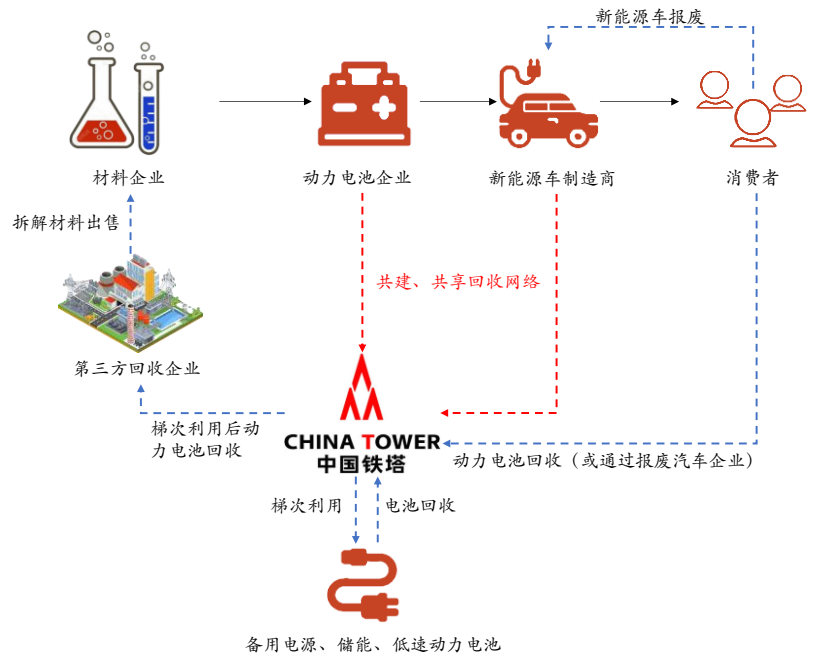 新能源车报废
材料企业
动力电池企业
新能源车制造商
消费者
拆解材料出售
共建、共享回收网络
第三方回收企业
梯次利用后动
力电池回收
CHINA TOWER
中国铁塔
动力电池回收（或通过报废汽车企业）
梯次利用
电池回收
备用电源、储能、低速动力电池